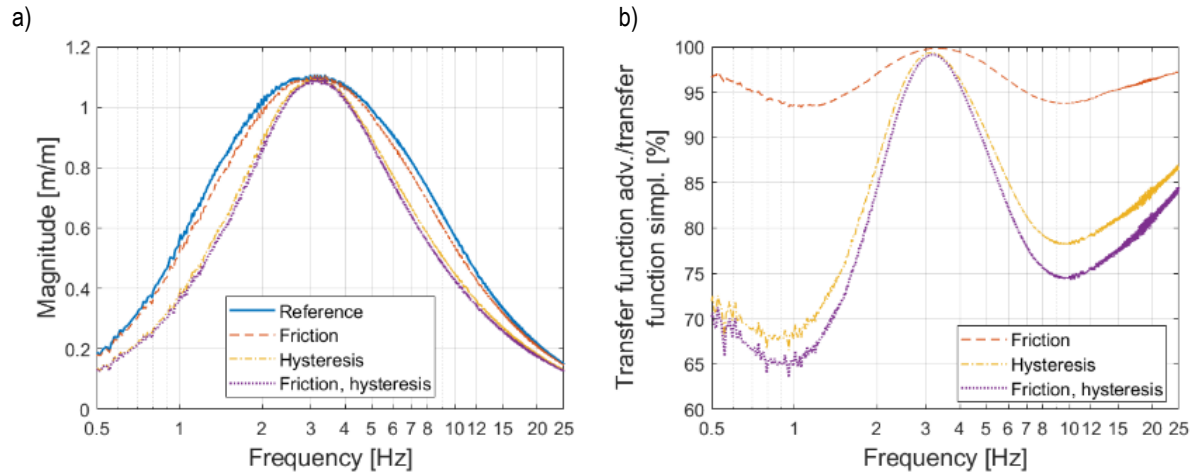 a)
1.2
1
0.8
0.6
0.4
0.2
0
Magnitude [m/m]
Reference
Friction
Hysteresis
Friction, hysteresis
0.5 1 2 3 4 5 6 7 8 10 12 15 20 25
Frequency [Hz]
b)
100
95
90
85
80
75
70
65
60
Transfer function adv./transfer
function simpl. [%]
Friction
Hysteresis
Friction, hysteresis
0.5 1 2 3 4 5 6 7 8 10 12 15 20 25
Frequency [Hz]